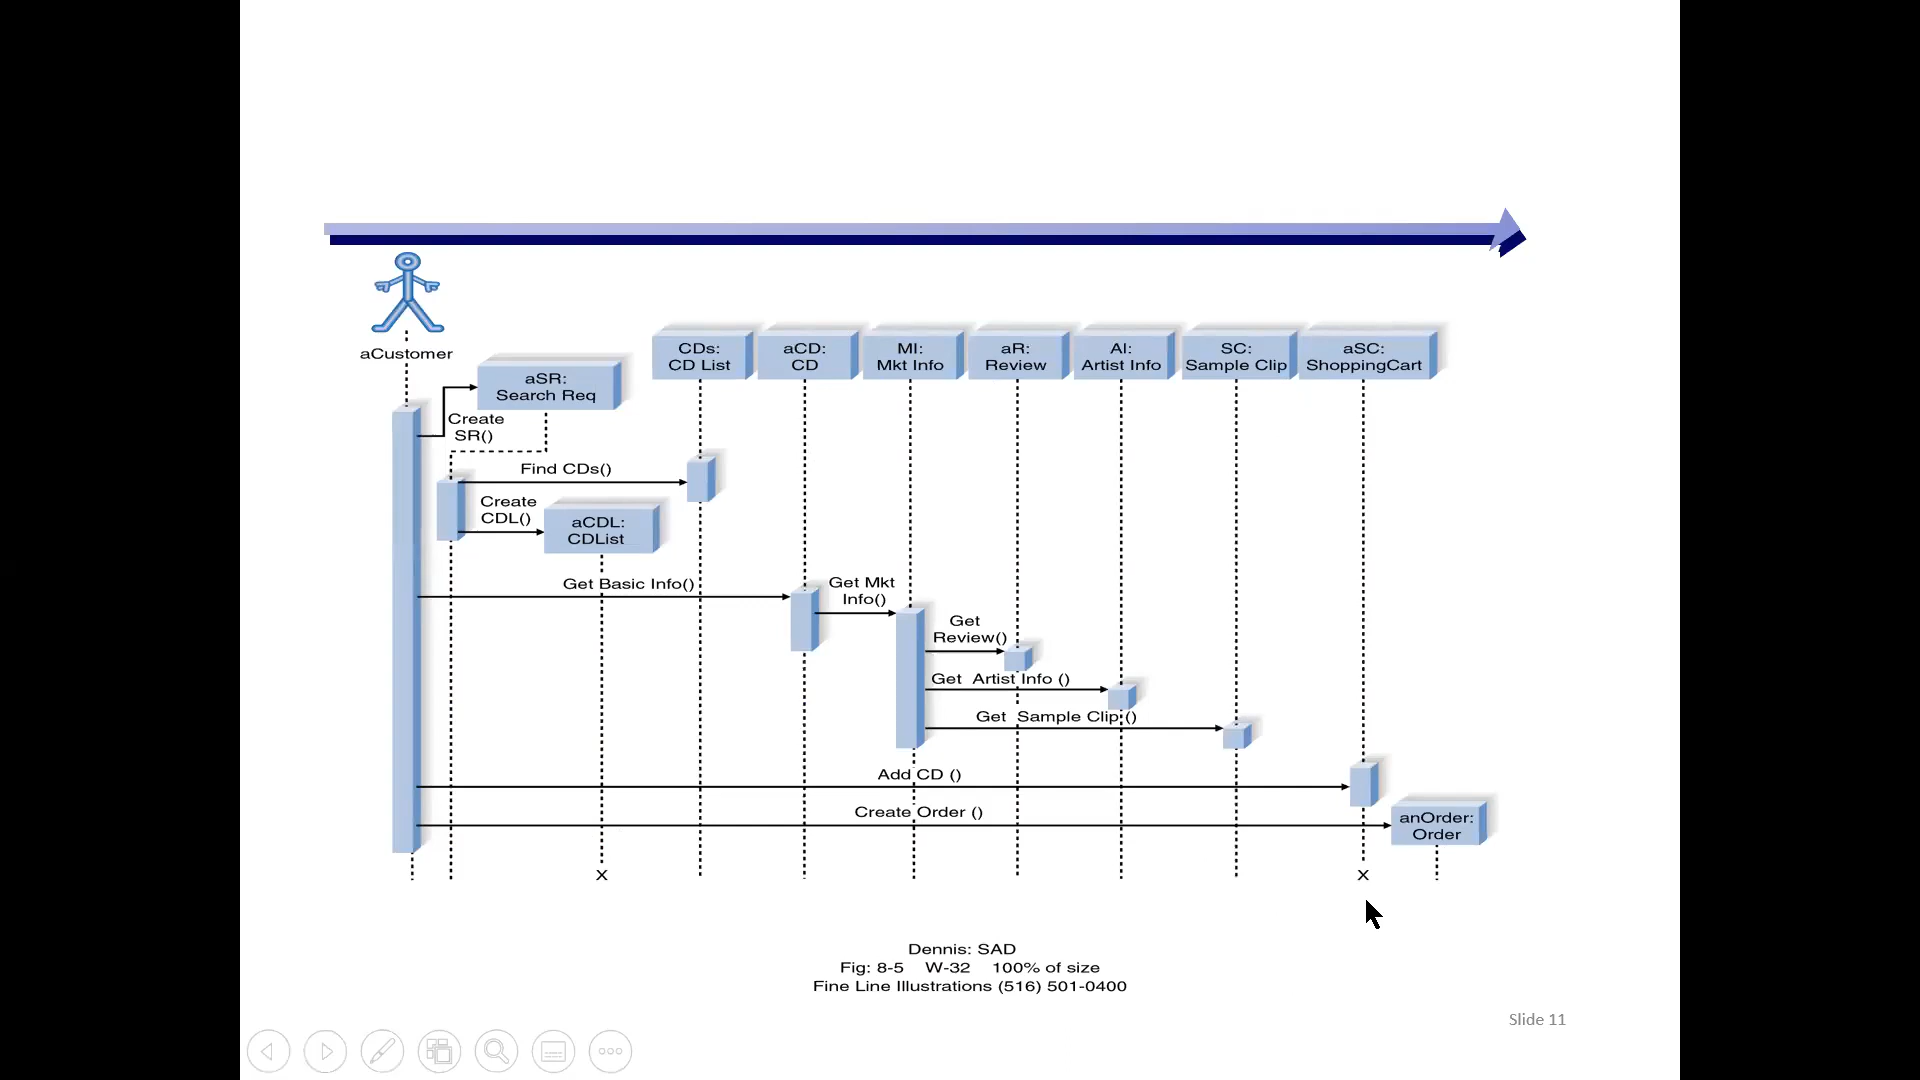 aCustomer
aSR:
Search Req
CDs:
CD List
aCD:
CD
MI:
Mkt Info
aR:
Review
AI:
Artist Info
SC:
Sample Clip
aSC:
ShoppingCart
Create
SR()
Find CDs()
Create
CDL()
aCDL:
CDList
Get Basic Info()
Get Mkt
Info()
Get
Review()
Get Artist Info ()
Get Sample Clip ()
Add CD ()
Create Order ()
anOrder:
Order
X
X
Dennis: SAD
Fig: 8-5 W-32 100% of size
Fine Line Illustrations (516) 501-0400
Slide 11